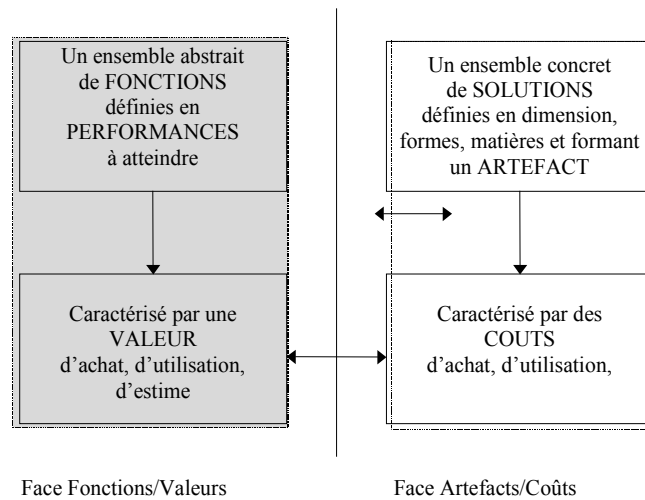 Un ensemble abstrait
de FONCTIONS
définies en
PERFORMANCES
à atteindre
Un ensemble concret
de SOLUTIONS
définies en dimension,
formes, matières et formant
un ARTEFACT
Caractérisé par une
VALEUR
d’achat, d’utilisation,
d’estime
Caractérisé par des
COUTS
d’achat, d’utilisation,
Face Fonctions/Valeurs
Face Artefacts/Coûts